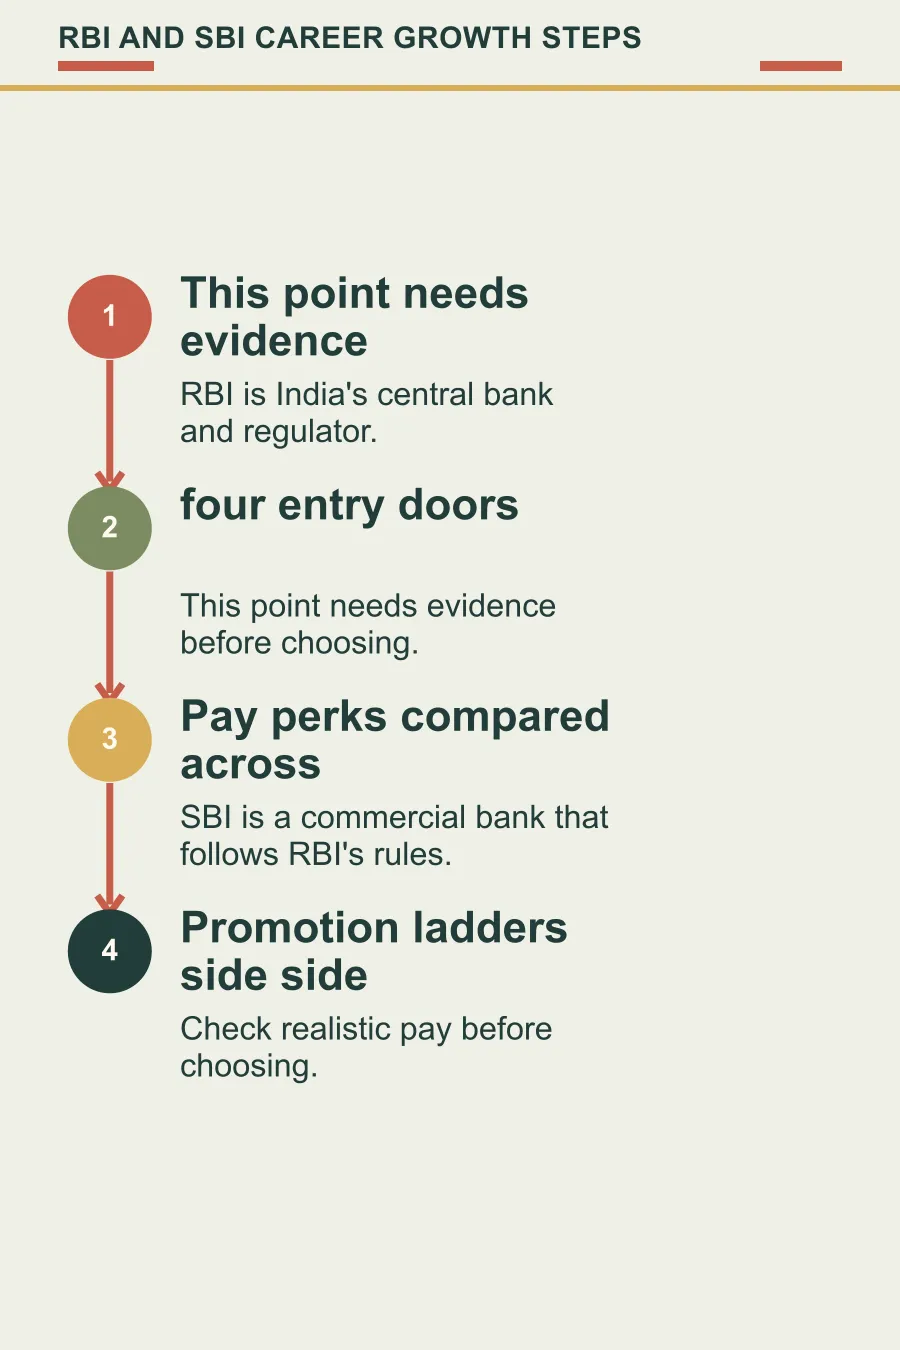 RBI AND SBI CAREER GROWTH STEPS
1
This point needs
evidence
RBI is India's central bank
and regulator.
2
four entry doors
This point needs evidence
before choosing.
3
Pay perks compared
across
SBI is a commercial bank that
follows RBI's rules.
4
Promotion ladders
side side
Check realistic pay before
choosing.